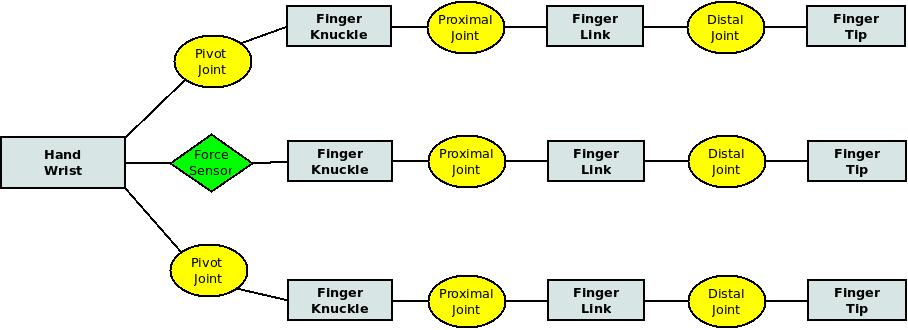 Finger
Knuckle
Proximal
Joint
Finger
Link
Distal
Joint
Finger
Tip
Pivot
Joint
Hand
Wrist
Force
Sensor
Finger
Knuckle
Proximal
Joint
Finger
Link
Distal
Joint
Finger
Tip
Pivot
Joint
Finger
Knuckle
Proximal
Joint
Finger
Link
Distal
Joint
Finger
Tip